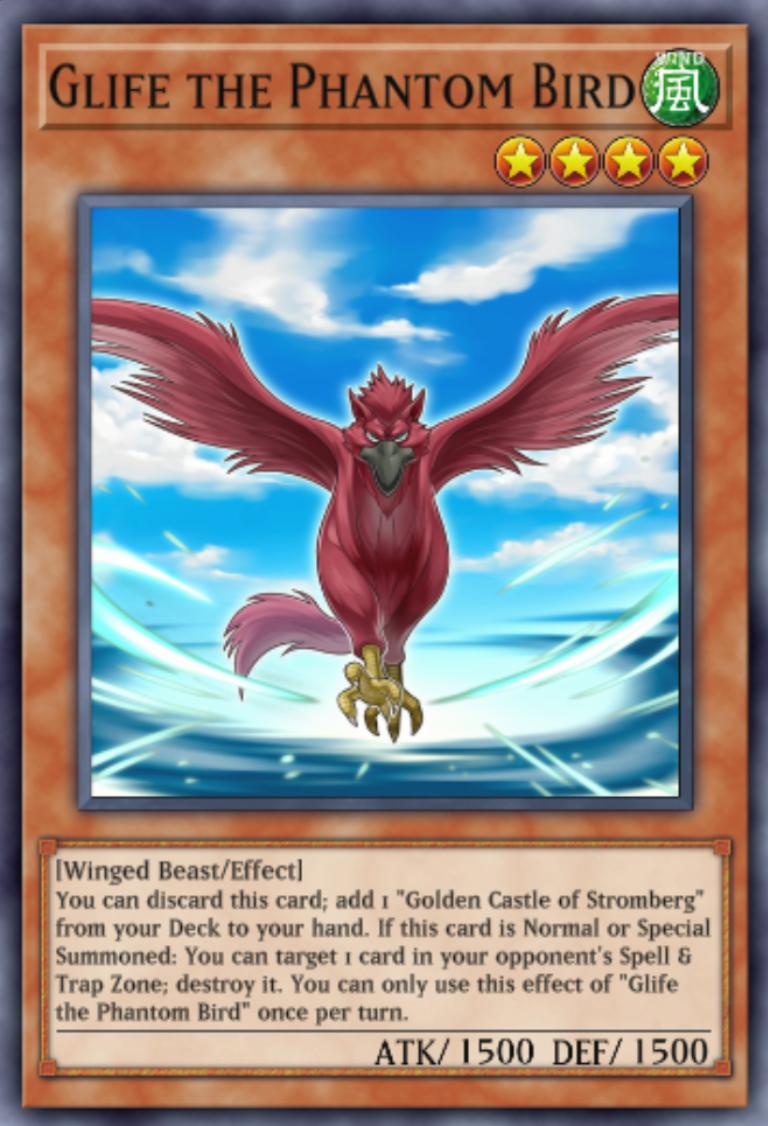 GLIFE THE PHANTOM BIRD
WIND
風
[Winged Beast/Effect]
You can discard this card; add 1 "Golden Castle of Stromberg"
from your Deck to your hand. If this card is Normal or Special
Summoned: You can target 1 card in your opponent's Spell &
Trap Zone; destroy it. You can only use this effect of "Glife
the Phantom Bird" once per turn.
ATK/ 1500 DEF/ 1500